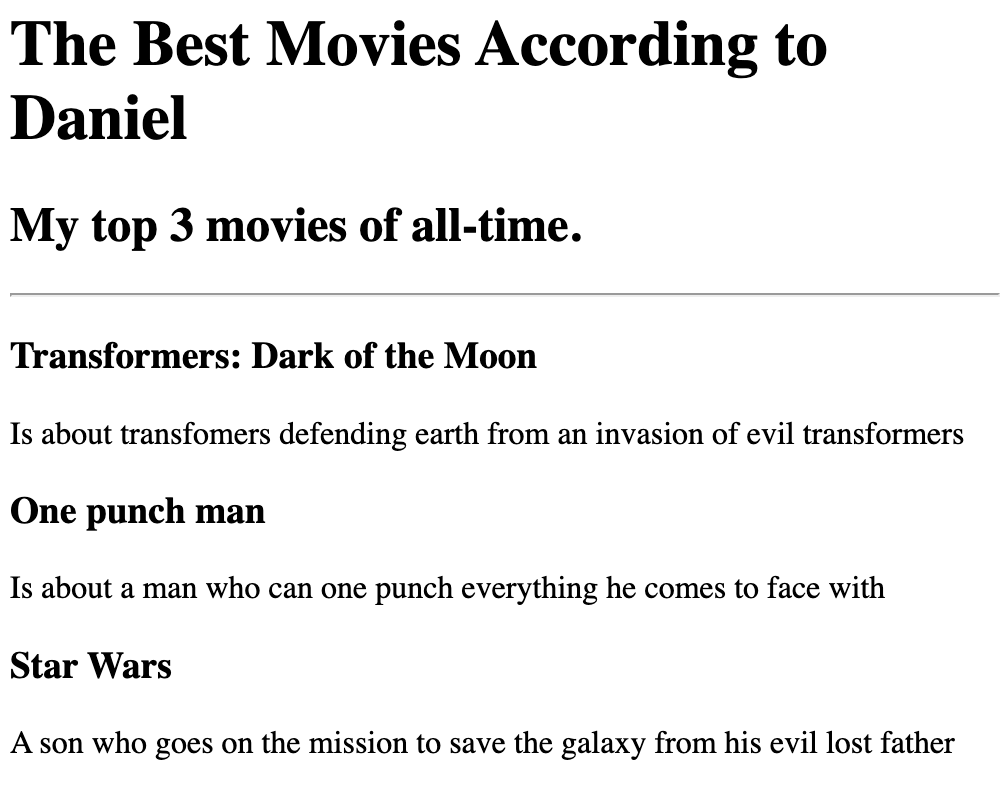 The Best Movies According to
Daniel
My top 3 movies of all-time.
Transformers: Dark of the Moon
Is about transfomers defending earth from an invasion of evil transformers
One punch man
Is about a man who can one punch everything he comes to face with
Star Wars
A son who goes on the mission to save the galaxy from his evil lost father